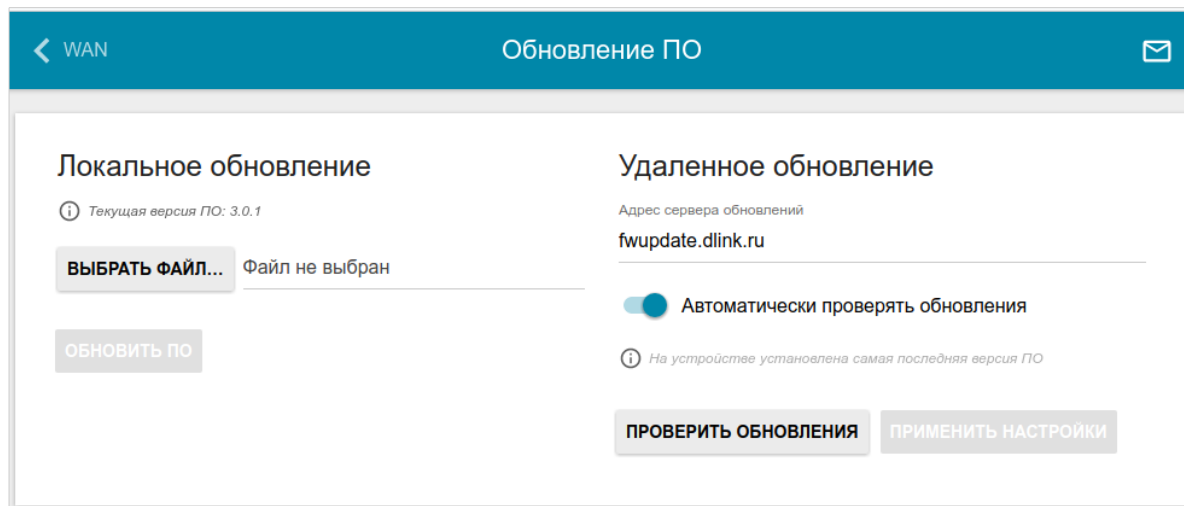 WAN
Обновление ПО
Локальное обновление
Текущая версия ПО: 3.0.1
ВЫБРАТЬ ФАЙЛ... Файл не выбран
ОБНОВИТЬ ПО
Удаленное обновление
Адрес сервера обновлений
fwupdate.dlink.ru
Автоматически проверять обновления
На устройстве установлена самая последняя версия ПО
ПРОВЕРИТЬ ОБНОВЛЕНИЯ ПРИМЕНИТЬ НАСТРОЙКИ